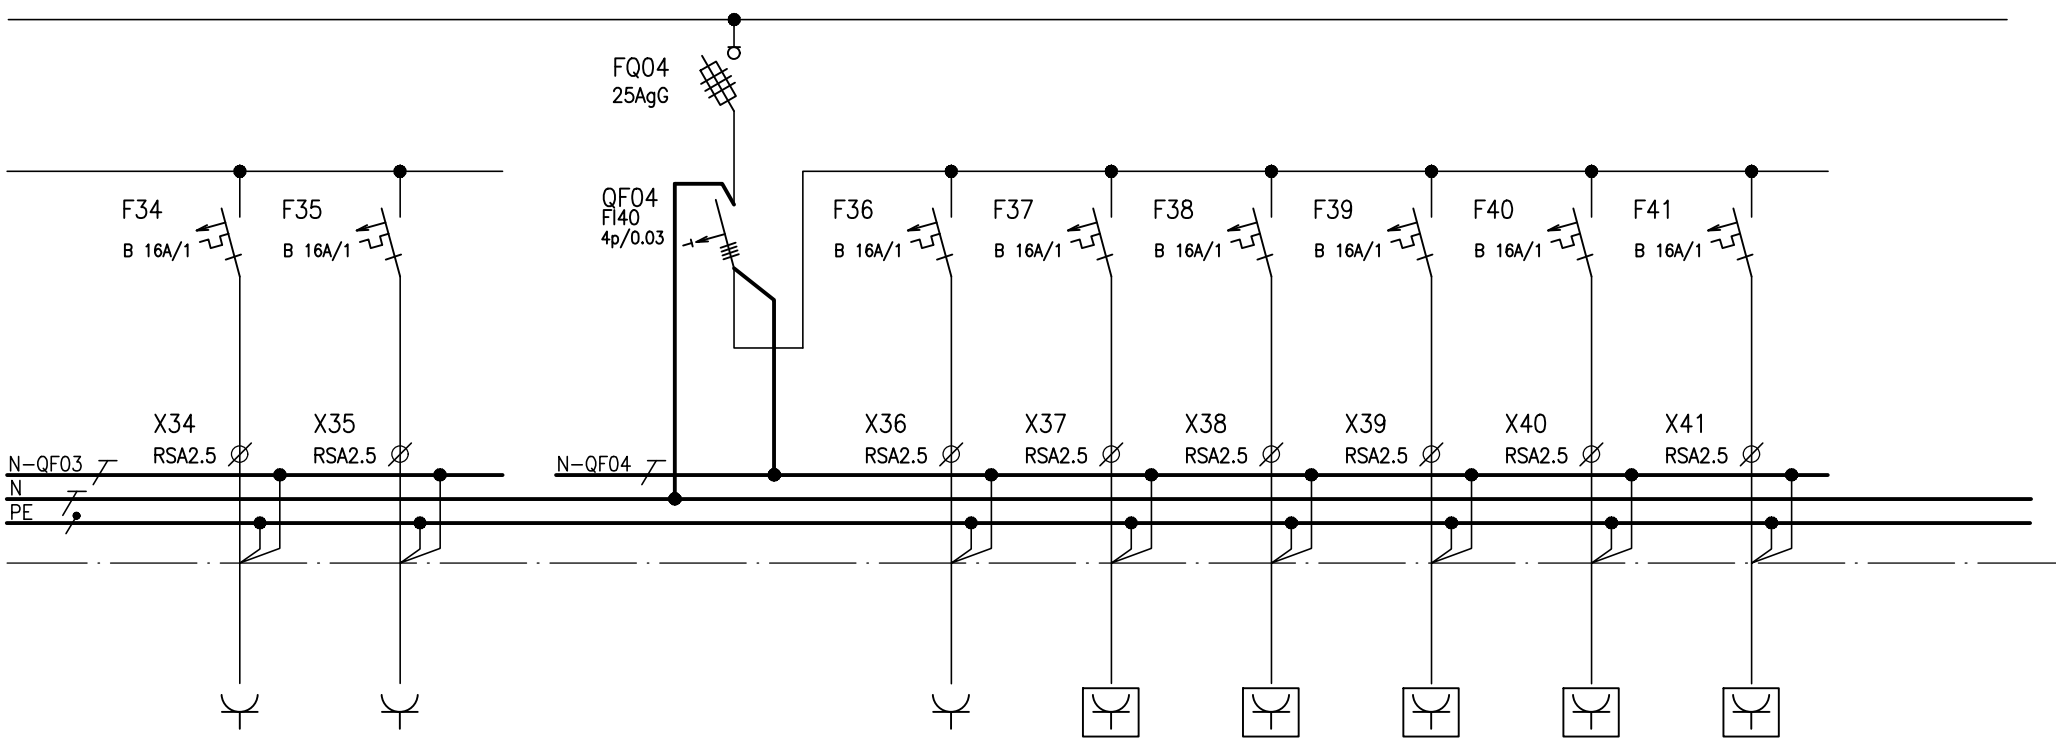 FQ04
25AgG
QF04
FI40
4p/0.03
F34
B 16A/1
F35
B 16A/1
F36
B 16A/1
F37
B 16A/1
F38
B 16A/1
F39
B 16A/1
F40
B 16A/1
F41
B 16A/1
X34
RSA2.5
X35
RSA2.5
X36
RSA2.5
X37
RSA2.5
X38
RSA2.5
X39
RSA2.5
X40
RSA2.5
X41
RSA2.5
N-QF03
N-QF04
N
PE